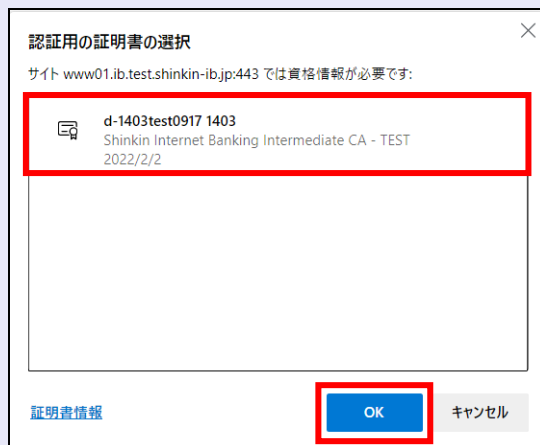 認証用の証明書の選択
サイト www01.ib.test.shinkin-ib.jp:443 では資格情報が必要です:
d-1403test0917 1403
Shinkin Internet Banking Intermediate CA - TEST
2022/2/2
証明書情報
OK
キャンセル